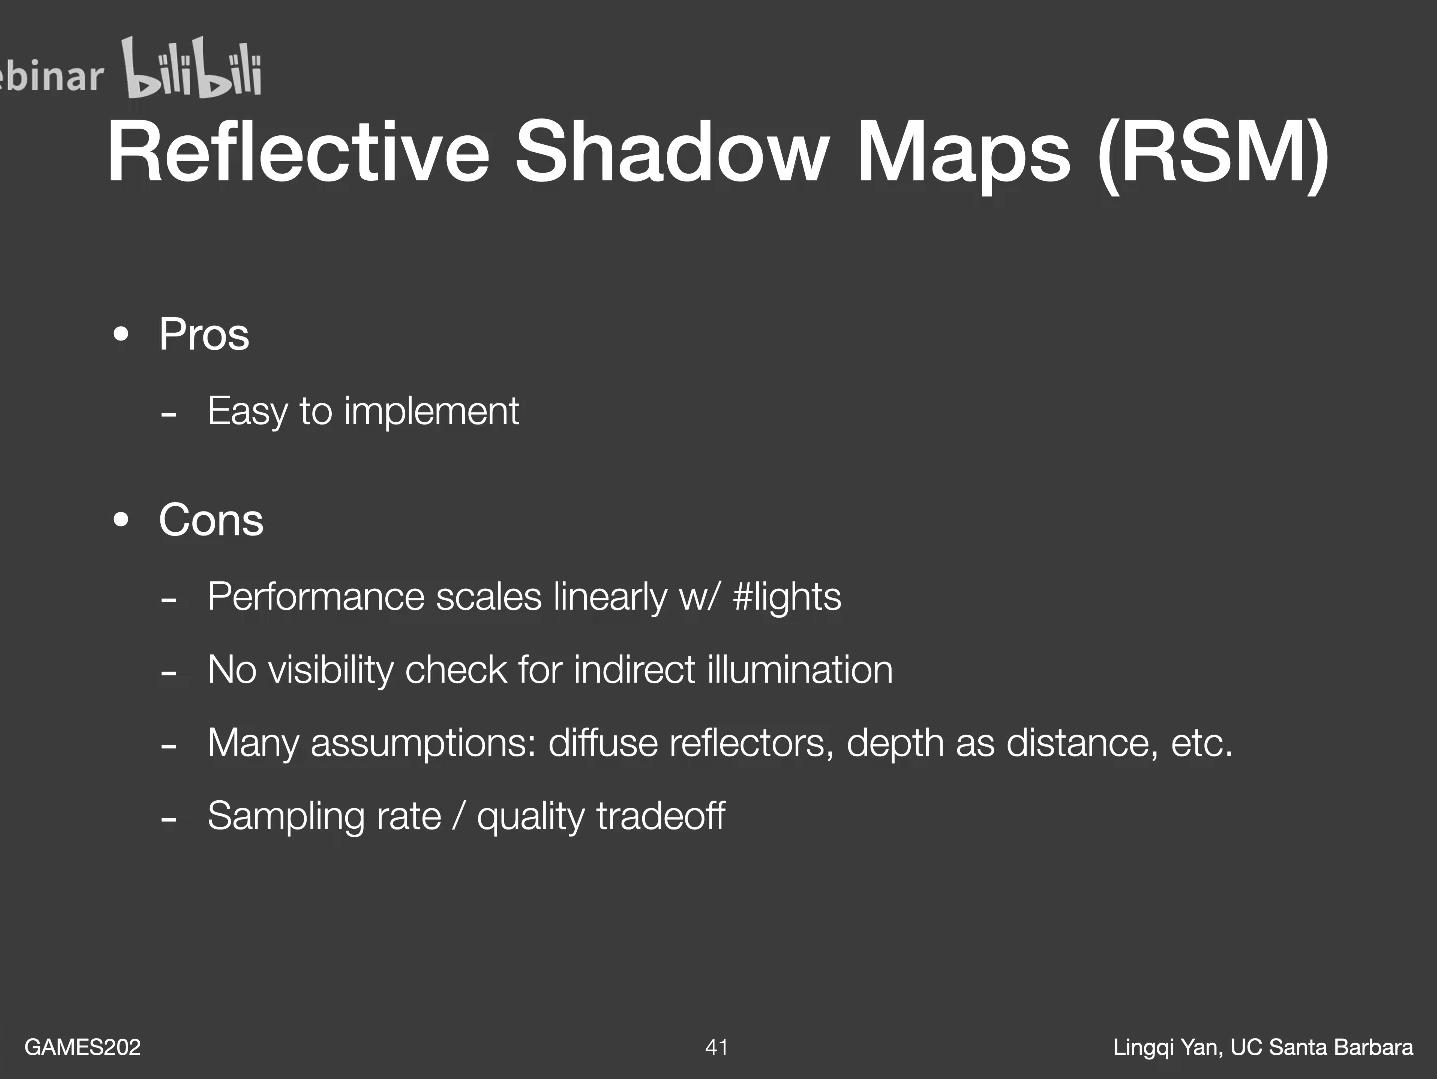 binar bilibili
Reflective Shadow Maps (RSM)
• Pros
- Easy to implement
• Cons
- Performance scales linearly w/ #lights
- No visibility check for indirect illumination
- Many assumptions: diffuse reflectors, depth as distance, etc.
- Sampling rate / quality tradeoff
GAMES202
41
Lingqi Yan, UC Santa Barbara